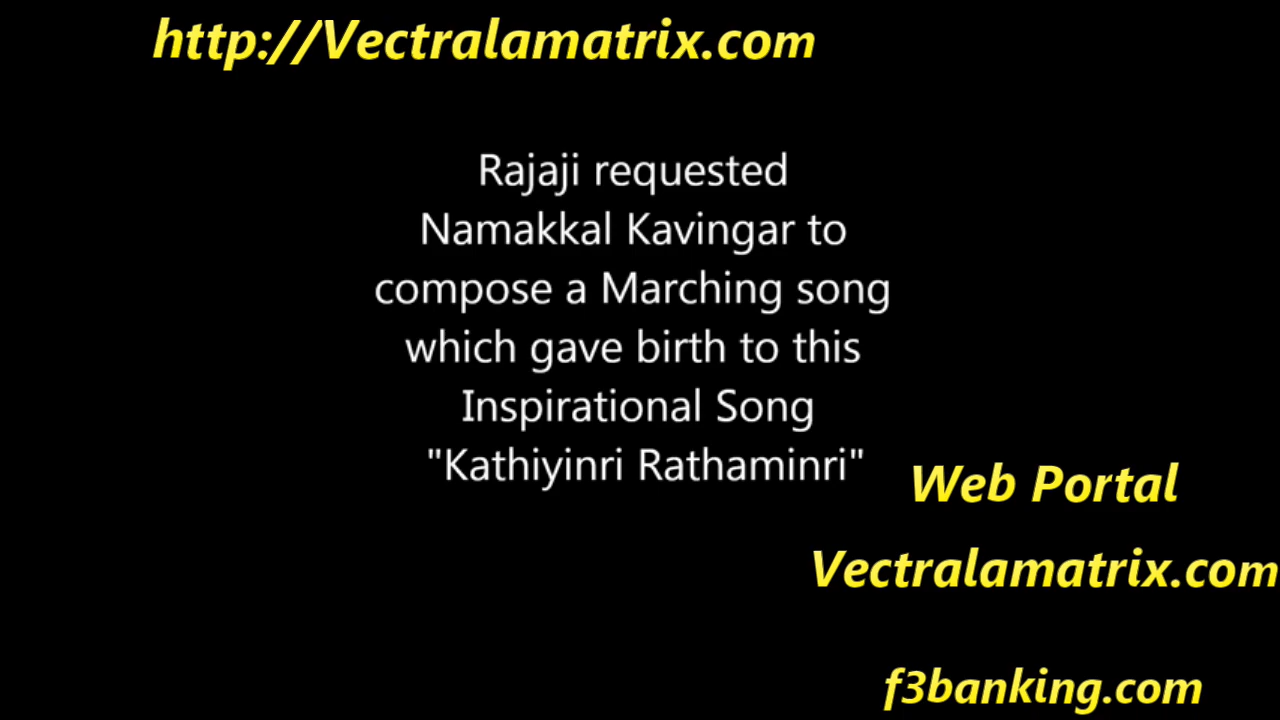 http://Vectralamatrix.com
Rajaji requested
Namakkal Kavingar to
compose a Marching song
which gave birth to this
Inspirational Song
"Kathiyinri Rathaminri"
Web Portal
Vectralamatrix.com
f3banking.com